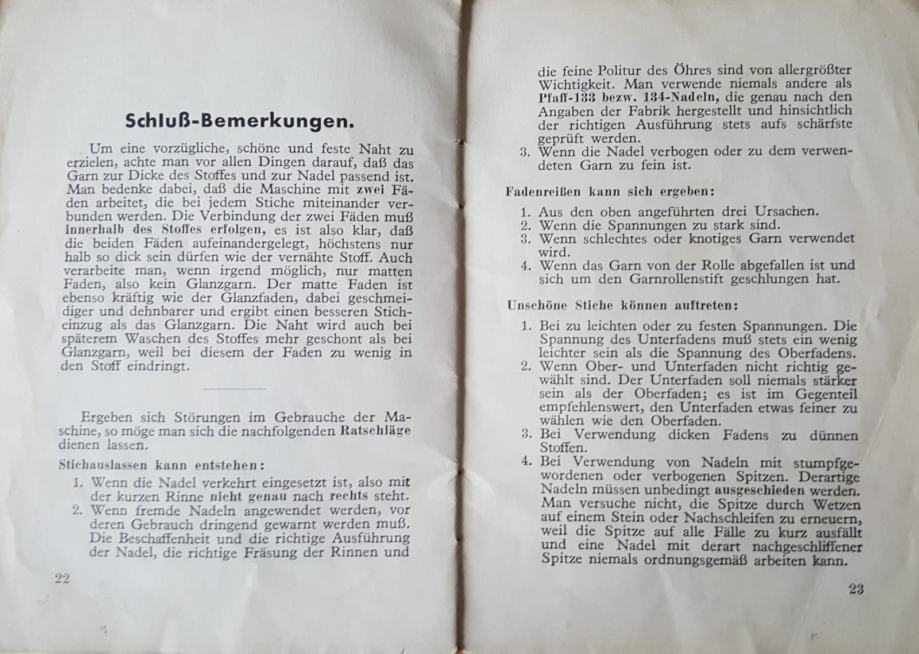 Schluß-Bemerkungen.
Um eine vorzügliche, schöne und feste Naht zu
erzielen, achte man vor allen Dingen darauf, daß das
Garn zur Dicke des Stoffes und zur Nadel passend ist.
Man bedenke dabei, daß die Maschine mit zwei Fä-
den arbeitet, die bei jedem Stiche miteinander ver-
bunden werden. Die Verbindung der zwei Fäden muß
innerhalb des Stoffes erfolgen, es ist also klar, daß
die beiden Fäden aufeinandergelegt, höchstens nur
halb so dick sein dürfen wie der vernähte Stoff. Auch
verarbeite man, wenn irgend möglich, nur matten
Faden, also kein Glanzgarn. Der matte Faden ist
ebenso kräftig wie der Glanzfaden, dabei geschmei-
diger und dehnbarer und ergibt einen besseren Stich-
einzug als das Glanzgarn. Die Naht wird auch bei
späterem Waschen des Stoffes mehr geschont als bei
Glanzgarn, weil bei diesem der Faden zu wenig in
den Stoff eindringt.
Ergeben sich Störungen im Gebrauche der Ma-
schine, so möge man sich die nachfolgenden Ratschläge
dienen lassen.
Stichauslassen kann entstehen:
1. Wenn die Nadel verkehrt eingesetzt ist, also mit
der kurzen Rinne nicht genau nach rechts steht.
2. Wenn fremde Nadeln angewendet werden, vor
deren Gebrauch dringend gewarnt werden muß.
Die Beschaffenheit und die richtige Ausführung
der Nadel, die richtige Fräsung der Rinnen und
22
die feine Politur des Öhres sind von allergrößter
Wichtigkeit. Man verwende niemals andere als
Pfaff-133 bezw. 134-Nadeln, die genau nach den
Angaben der Fabrik hergestellt und hinsichtlich
der richtigen Ausführung stets aufs schärfste
geprüft werden.
3. Wenn die Nadel verbogen oder zu dem verwen-
deten Garn zu fein ist.
Fadenreißen kann sich ergeben:
1. Aus den oben angeführten drei Ursachen.
2. Wenn die Spannungen zu stark sind.
3. Wenn schlechtes oder knotiges Garn verwendet
wird.
4. Wenn das Garn von der Rolle abgefallen ist und
sich um den Garnrollenstift geschlungen hat.
Unschöne Stiche können auftreten:
1. Bei zu leichten oder zu festen Spannungen. Die
Spannung des Unterfadens muß stets ein wenig
leichter sein als die Spannung des Oberfadens.
2. Wenn Ober- und Unterfaden nicht richtig ge-
wählt sind. Der Unterfaden soll niemals stärker
sein als der Oberfaden; es ist im Gegenteil
empfehlenswert, den Unterfaden etwas feiner zu
wählen wie den Oberfaden.
3. Bei Verwendung dicken Fadens zu dünnen
Stoffen.
4. Bei Verwendung von Nadeln mit stumpfge-
wordenen oder verbogenen Spitzen. Derartige
Nadeln müssen unbedingt ausgeschieden werden.
Man versuche nicht, die Spitze durch Wetzen
auf einem Stein oder Nachschleifen zu erneuern,
weil die Spitze auf alle Fälle zu kurz ausfällt
und eine Nadel mit derart nachgeschliffener
Spitze niemals ordnungsgemäß arbeiten kann.
23